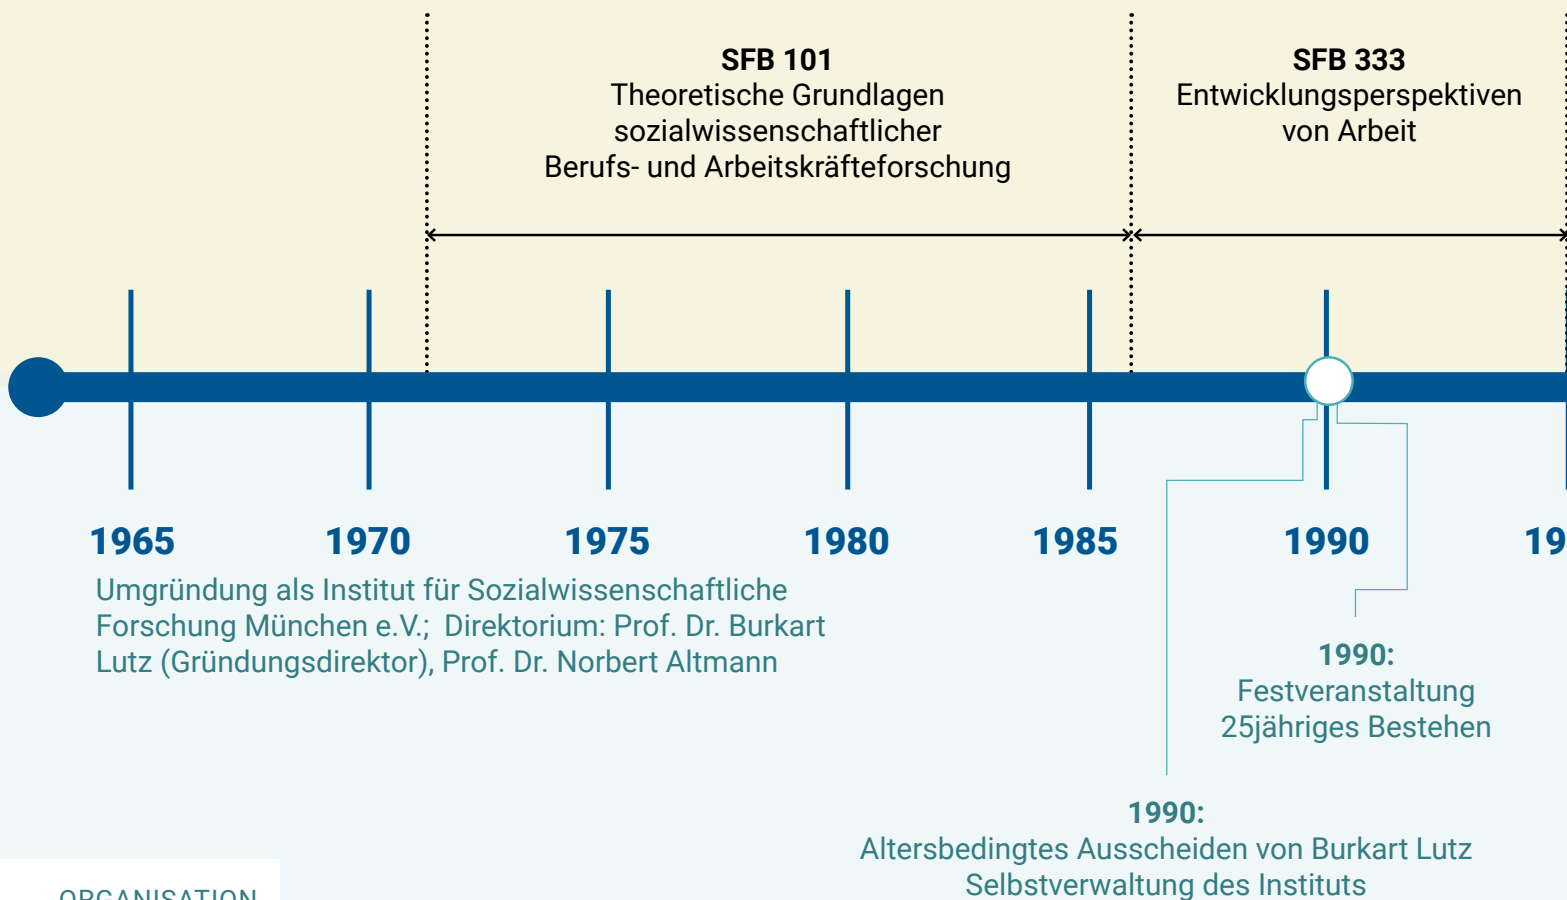 SFB 101
Theoretische Grundlagen
sozialwissenschaftlicher
Berufs- und Arbeitskräfteforschung
SFB 333
Entwicklungsperspektiven
von Arbeit
1965
1970
1975
1980
1985
1990
19
Umgründung als Institut für Sozialwissenschaftliche
Forschung München e.V.; Direktorium: Prof. Dr. Burkart
Lutz (Gründungsdirektor), Prof. Dr. Norbert Altmann
1990:
Festveranstaltung
25jähriges Bestehen
1990:
Altersbedingtes Ausscheiden von Burkart Lutz
Selbstverwaltung des Instituts
ORGANISATION